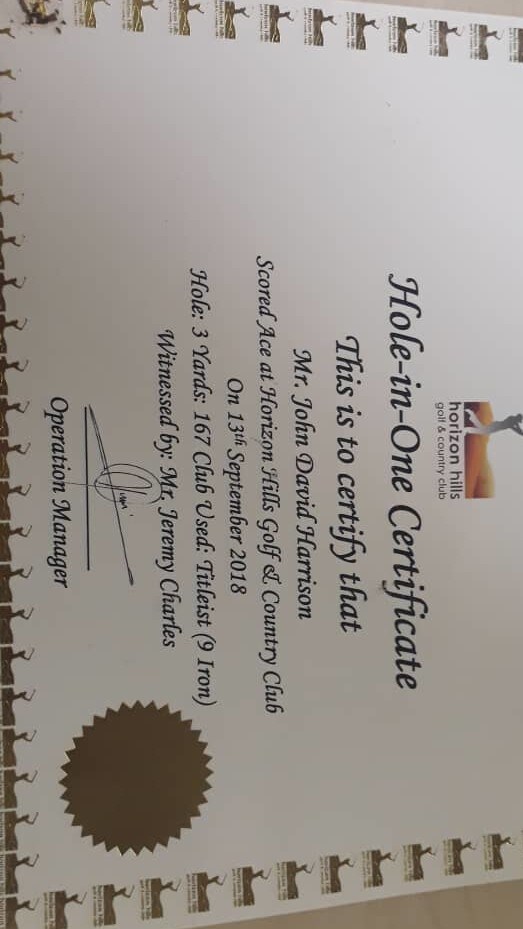 horizon hills
golf & country club
Hole-in-One Certificate
This is to certify that
Mr. John David Harrison
Scored Ace at Horizon Hills Golf & Country Club
On 13th September 2018
Hole: 3 Yards: 167 Club Used: Titleist (9 Iron)
Witnessed by: Mr. Jeremy Charles
Operation Manager